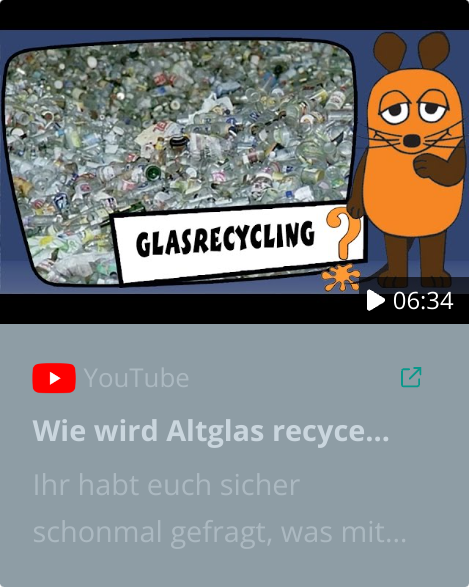 GLASRECYCLING ?
06:34
YouTube
Wie wird Altglas recyce...
Ihr habt euch sicher
schonmal gefragt, was mit...